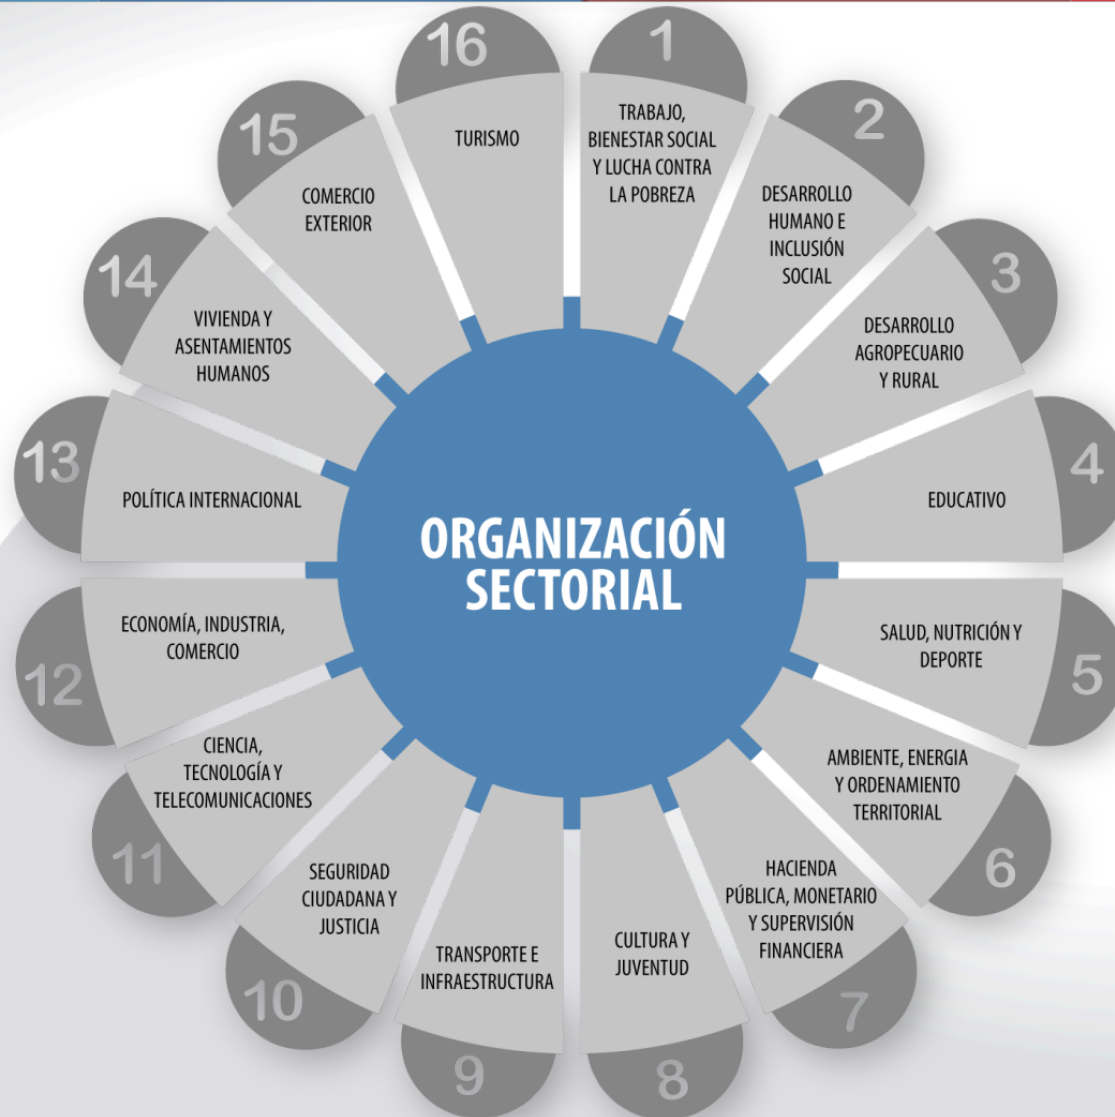 ORGANIZACIÓN
SECTORIAL
1
TRABAJO,
BIENESTAR SOCIAL
Y LUCHA CONTRA
LA POBREZA
2
DESARROLLO
HUMANO E
INCLUSIÓN
SOCIAL
3
DESARROLLO
AGROPECUARIO
Y RURAL
4
EDUCATIVO
5
SALUD, NUTRICIÓN Y
DEPORTE
6
AMBIENTE, ENERGIA
Y ORDENAMIENTO
TERRITORIAL
7
HACIENDA
PÚBLICA, MONETARIO
Y SUPERVISIÓN
FINANCIERA
8
CULTURA Y
JUVENTUD
9
TRANSPORTE E
INFRAESTRUCTURA
10
SEGURIDAD
CIUDADANA Y
JUSTICIA
11
CIENCIA,
TECNOLOGÍA Y
TELECOMUNICACIONES
12
ECONOMÍA, INDUSTRIA,
COMERCIO
13
POLÍTICA INTERNACIONAL
14
VIVIENDA Y
ASENTAMIENTOS
HUMANOS
15
COMERCIO
EXTERIOR
16
TURISMO